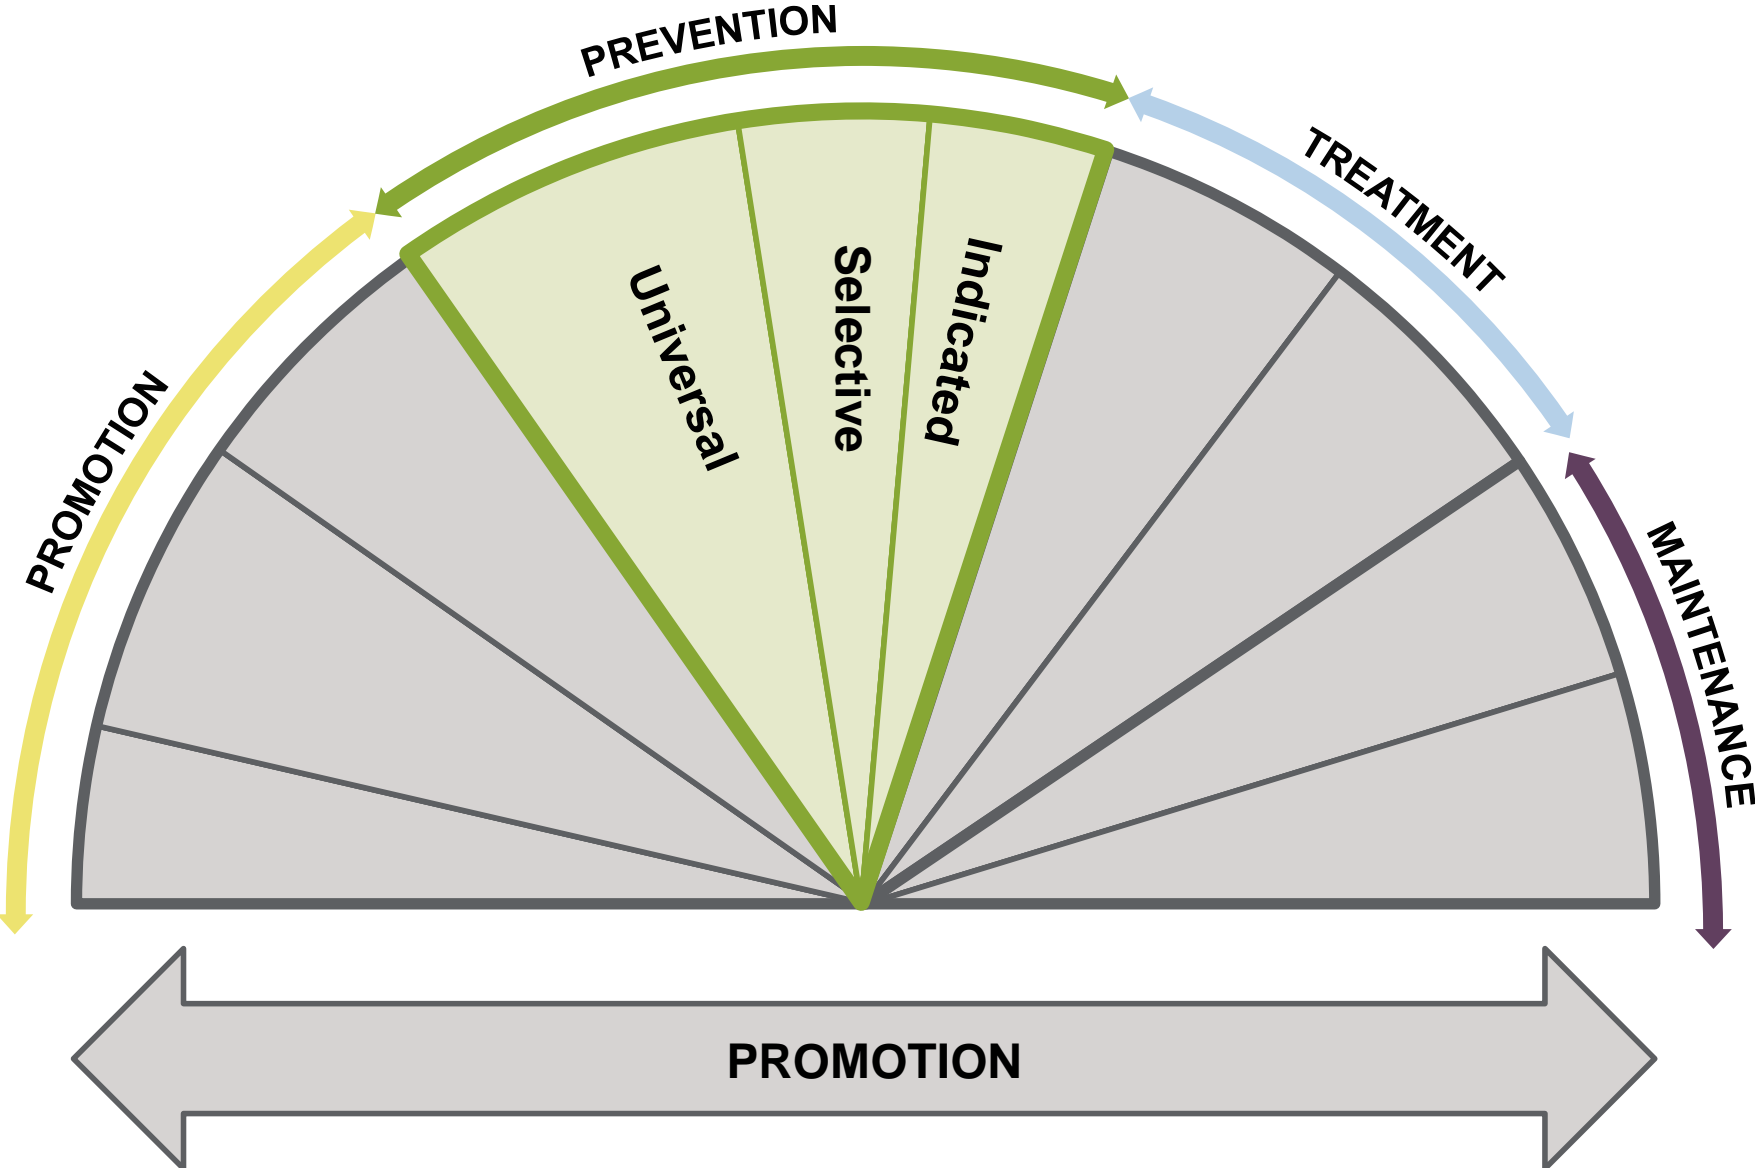 PREVENTION
TREATMENT
PROMOTION
MAINTENANCE
Universal
Selective
Indicated
PROMOTION